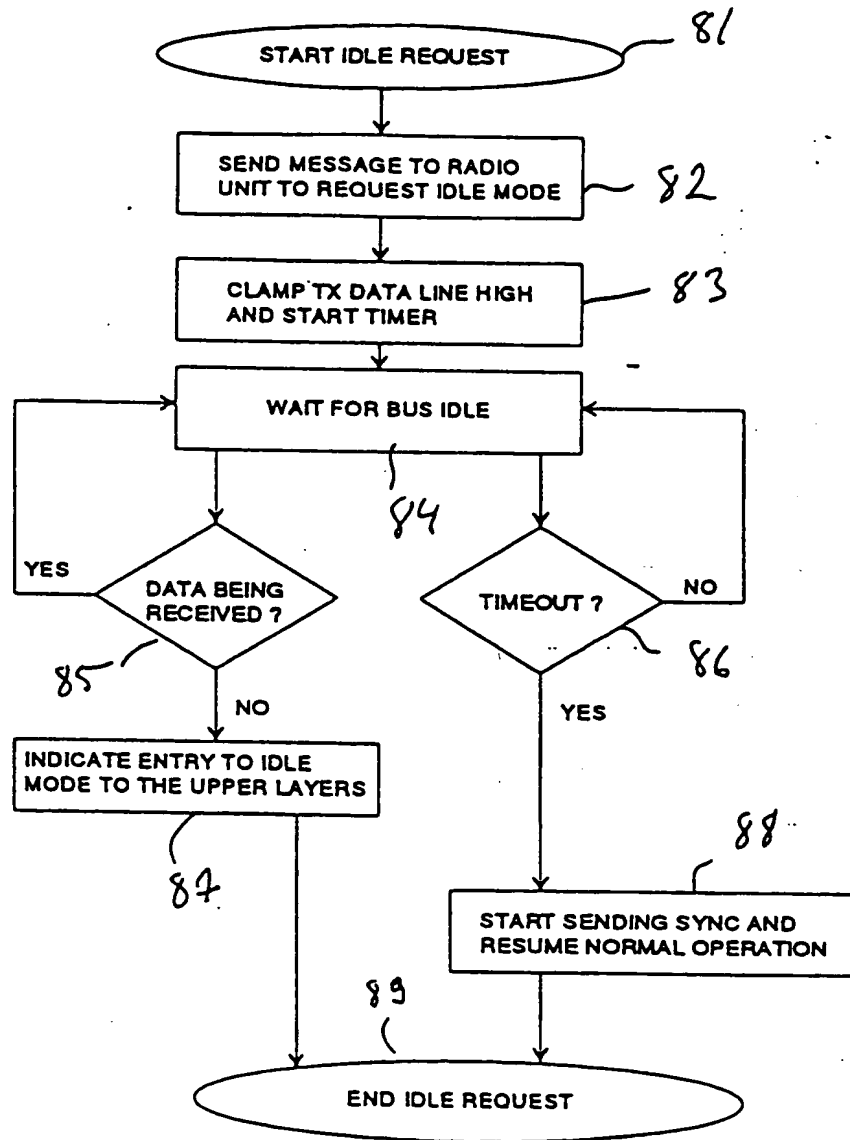 81
START IDLE REQUEST
SEND MESSAGE TO RADIO
UNIT TO REQUEST IDLE MODE
82
CLAMP TX DATA LINE HIGH
AND START TIMER
83
WAIT FOR BUS IDLE
84
YES
DATA BEING
RECEIVED ?
85
NO
TIMEOUT ?
NO
86
YES
INDICATE ENTRY TO IDLE
MODE TO THE UPPER LAYERS
87
88
START SENDING SYNC AND
RESUME NORMAL OPERATION
89
END IDLE REQUEST